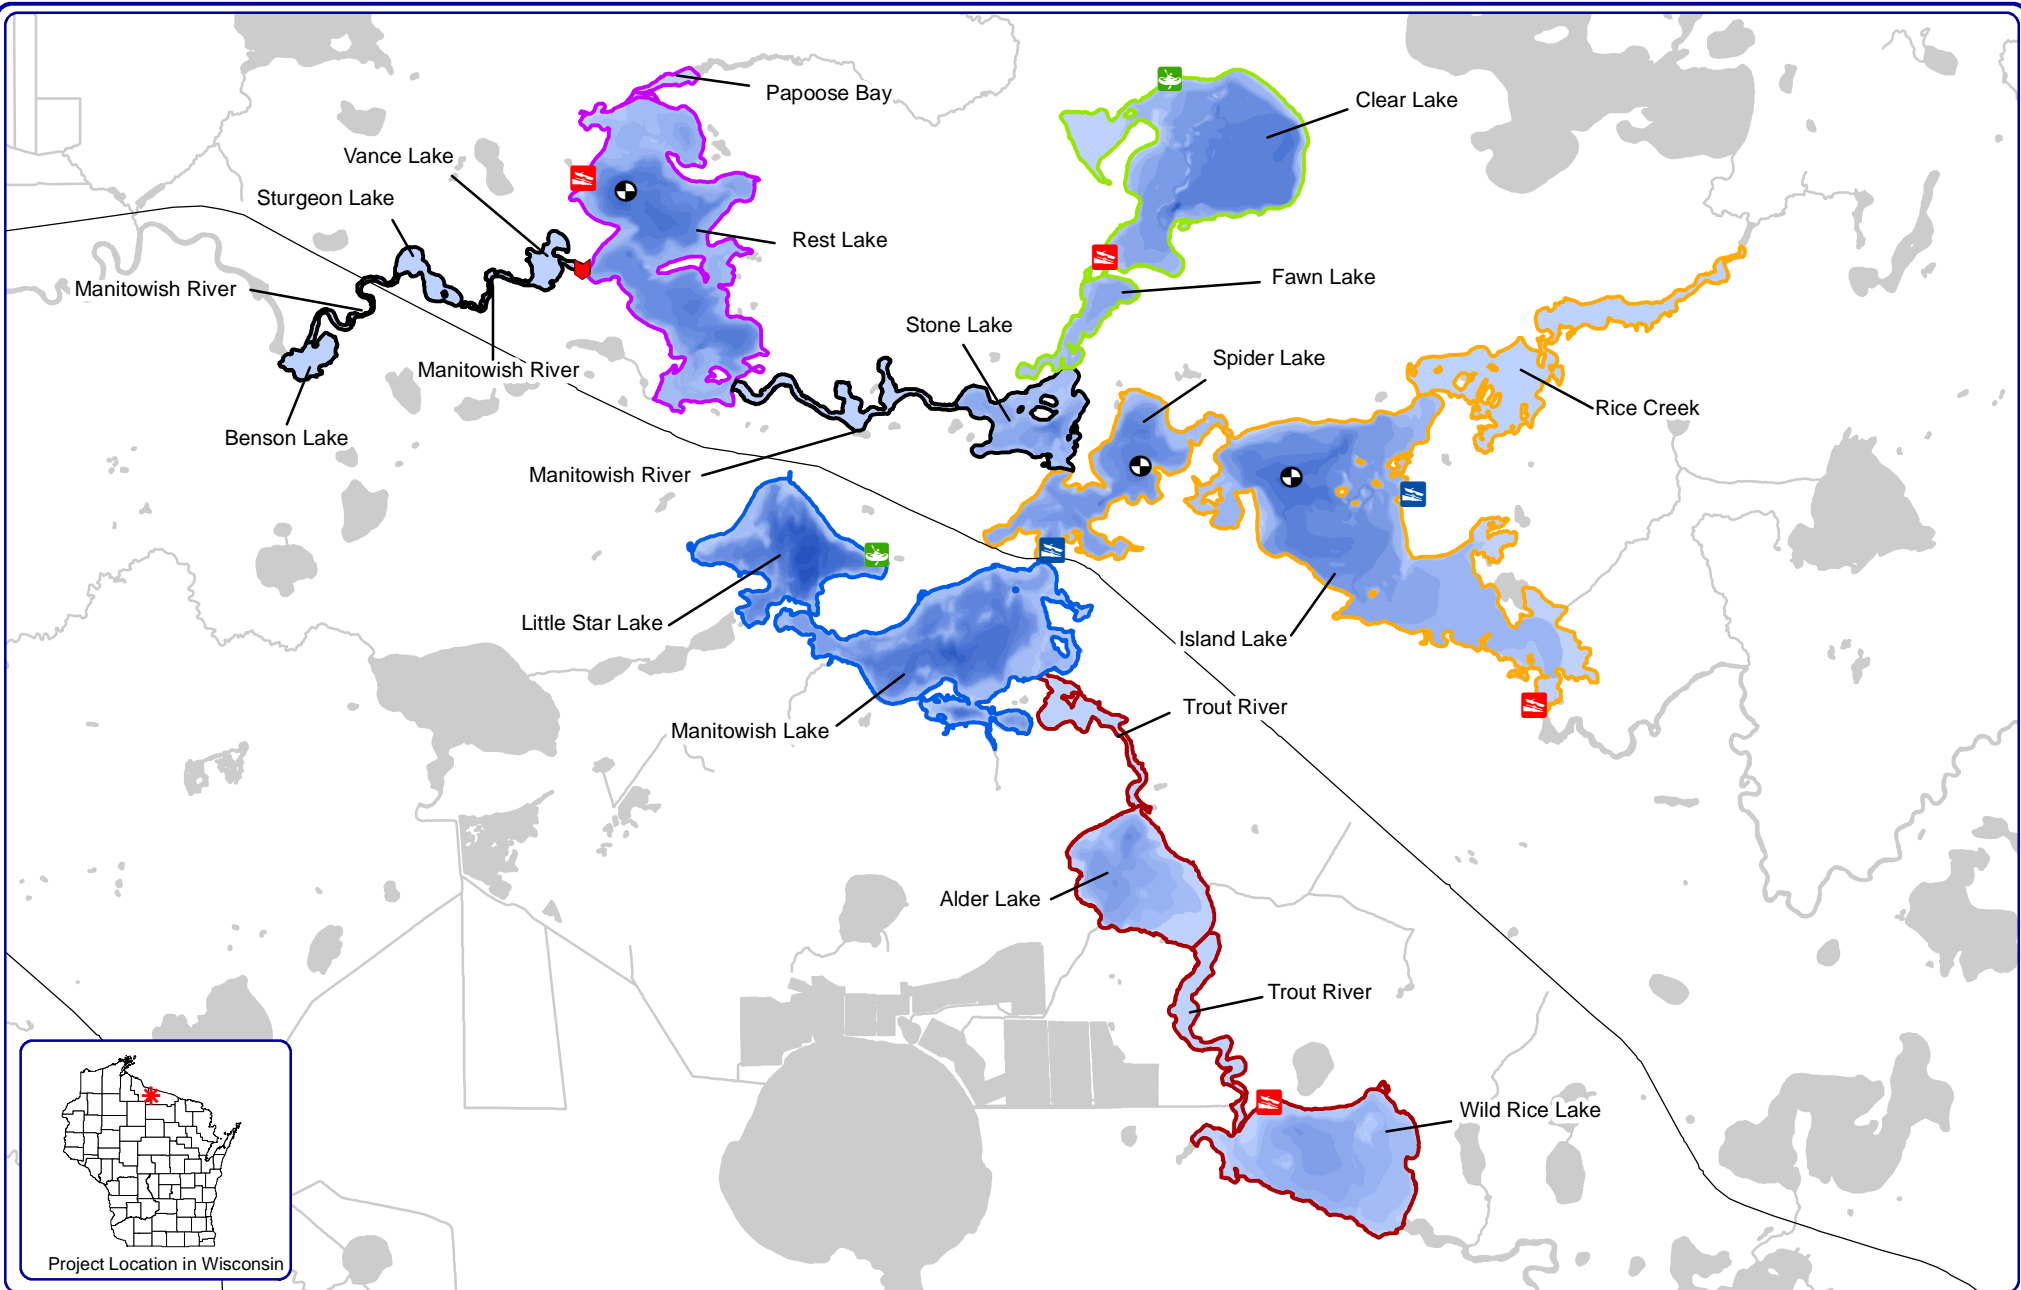 Papoose Bay
Clear Lake
Vance Lake
Sturgeon Lake
Rest Lake
Fawn Lake
Manitowish River
Stone Lake
Spider Lake
Manitowish River
Rice Creek
Benson Lake
Manitowish River
Little Star Lake
Island Lake
Trout River
Manitowish Lake
Alder Lake
Trout River
Wild Rice Lake
Project Location in Wisconsin